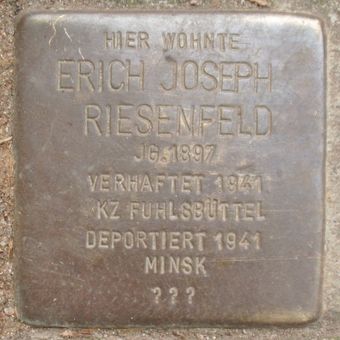 HIER WOHNTE
ERICH JOSEPH
RIESENFELD
JG. 1897
VERHAFTET 1941
KZ FUHLSBÜTTEL
DEPORTIERT 1941
MINSK
? ? ?